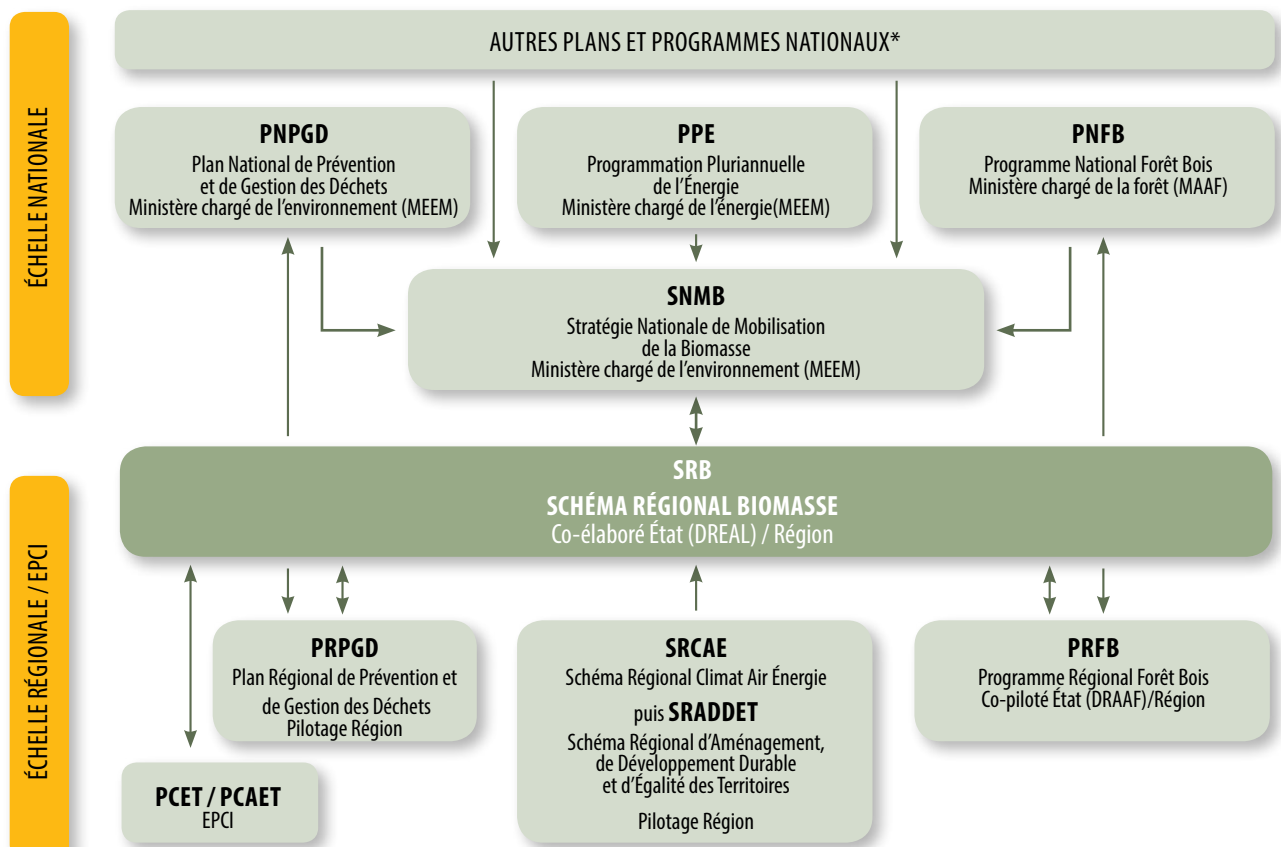 ÉCHELLE NATIONALE
AUTRES PLANS ET PROGRAMMES NATIONAUX*
PNPGD
Plan National de Prévention
et de Gestion des Déchets
Ministère chargé de l'environnement (MEEM)
PPE
Programmation Pluriannuelle
de l'Énergie
Ministère chargé de l'énergie(MEEM)
PNFB
Programme National Forêt Bois
Ministère chargé de la forêt (MAAF)
SNMB
Stratégie Nationale de Mobilisation
de la Biomasse
Ministère chargé de l'environnement (MEEM)
ÉCHELLE RÉGIONALE / EPCI
SRB
SCHÉMA RÉGIONAL BIOMASSE
Co-élaboré État (DREAL) / Région
PRPGD
Plan Régional de Prévention et
de Gestion des Déchets
Pilotage Région
SRCAE
Schéma Régional Climat Air Énergie
puis SRADDET
Schéma Régional d'Aménagement,
de Développement Durable
et d'Égalité des Territoires
Pilotage Région
PRFB
Programme Régional Forêt Bois
Co-piloté État (DRAAF)/Région
PCET / PCAET
EPCI